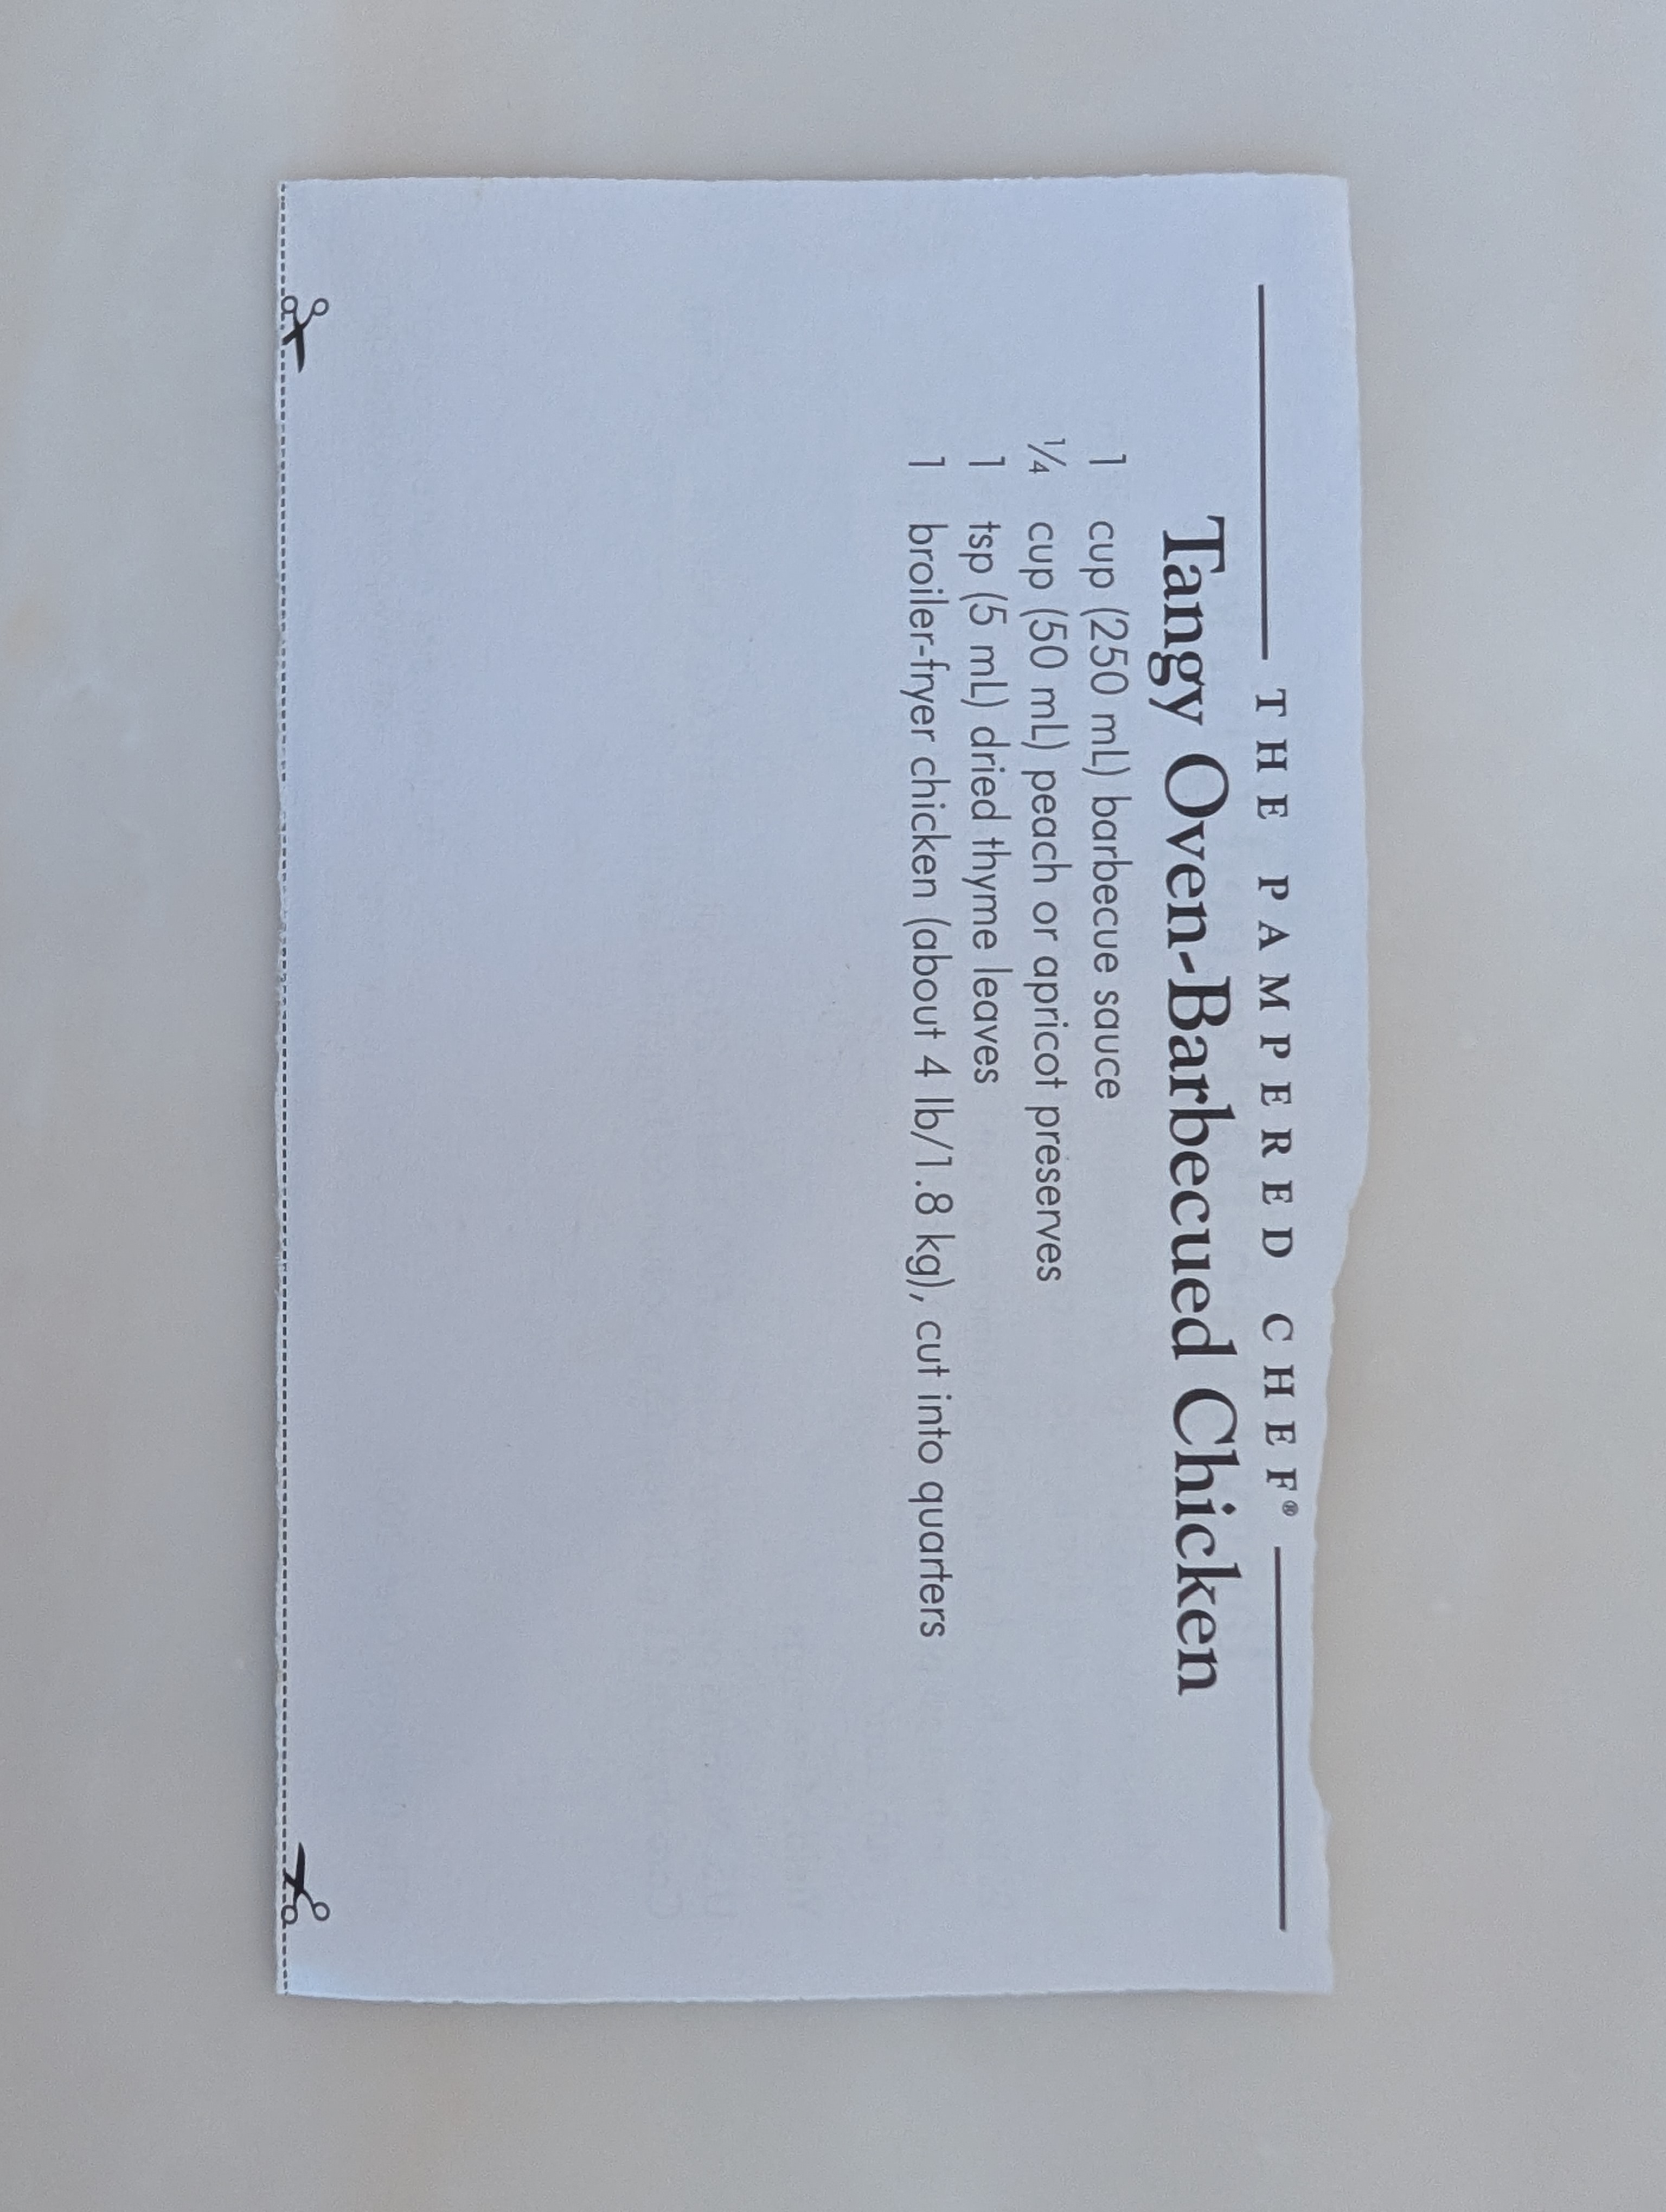 THE PAMPERED CHEF®
Tangy Oven-Barbecued Chicken
1 cup (250 mL) barbecue sauce
¼ cup (50 mL) peach or apricot preserves
1 tsp (5 mL) dried thyme leaves
1 broiler-fryer chicken (about 4 lb/1.8 kg), cut into quarters